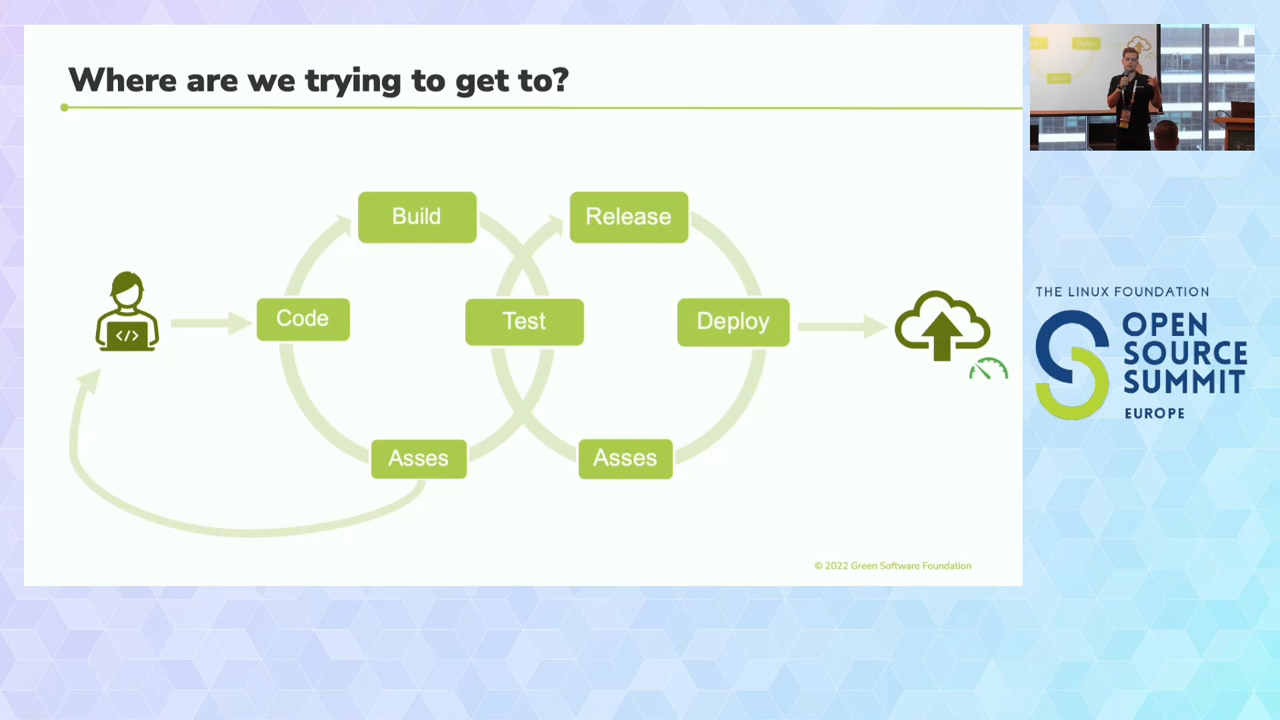 Where are we trying to get to?
Build
Release
Code
Test
Deploy
</>
Asses
Asses
© 2022 Green Software Foundation
THE LINUX FOUNDATION
OPEN
SOURCE
SUMMIT
EUROPE